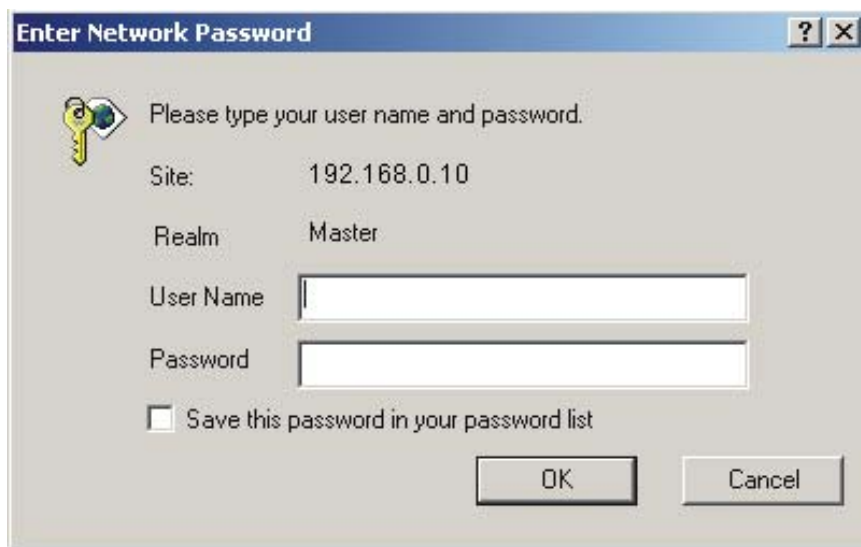 Enter Network Password
Please type your user name and password.
Site: 192.168.0.10
Realm Master
User Name
Password
Save this password in your password list
OK Cancel